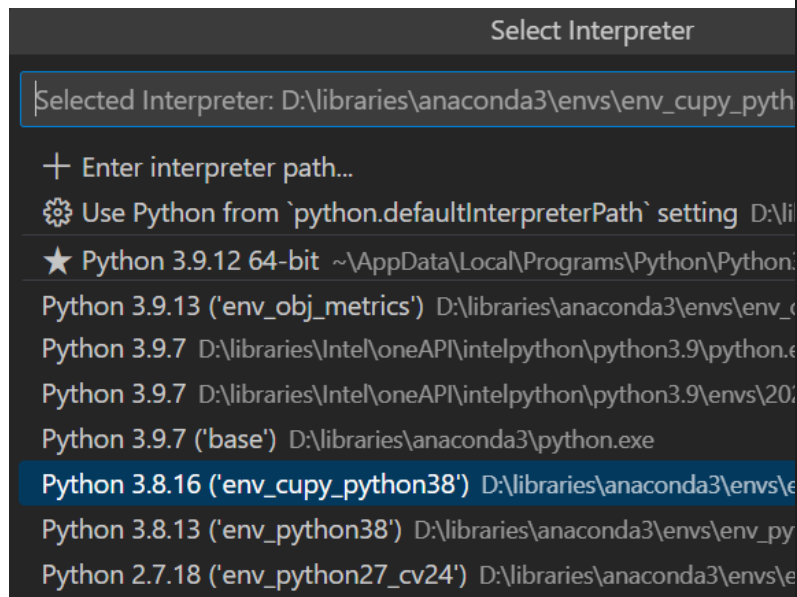 Select Interpreter
Selected Interpreter: D:\libraries\anaconda3\envs\env_cupy_pyth
Enter interpreter path...
Use Python from `python.defaultInterpreterPath` setting D:\li
Python 3.9.12 64-bit ~\AppData\Local\Programs\Python\Python
Python 3.9.13 ('env_obj_metrics') D:\libraries\anaconda3\envs\env_
Python 3.9.7 D:\libraries\Intel\oneAPI\intelpython\python3.9\python.e
Python 3.9.7 D:\libraries\Intel\oneAPI\intelpython\python3.9\envs\202
Python 3.9.7 ('base') D:\libraries\anaconda3\python.exe
Python 3.8.16 ('env_cupy_python38') D:\libraries\anaconda3\envs\e
Python 3.8.13 ('env_python38') D:\libraries\anaconda3\envs\env_py
Python 2.7.18 ('env_python27_cv24') D:\libraries\anaconda3\envs\e